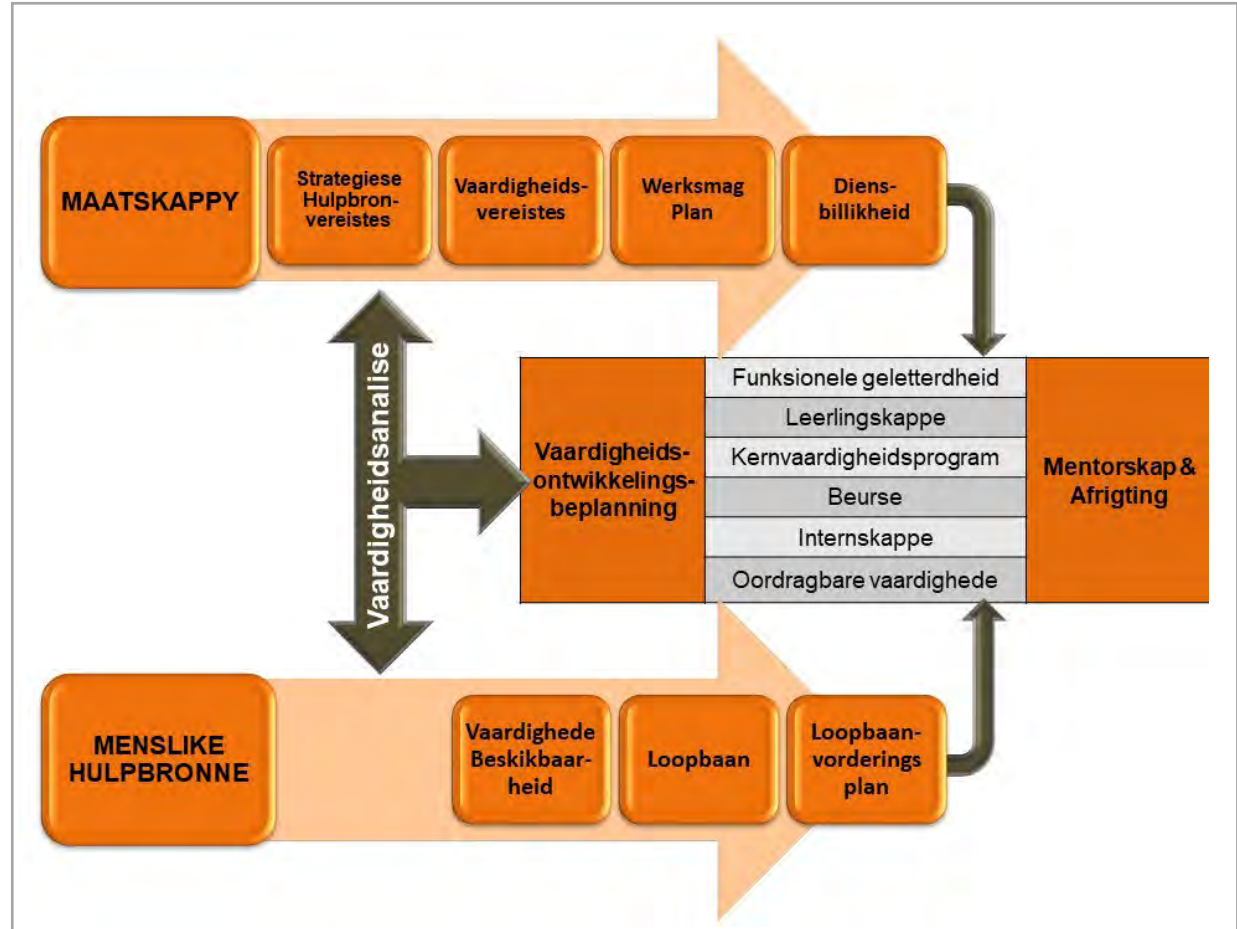 MAATSKAPPY
Strategiese
Hulpbron-
vereistes
Vaardigheids-
vereistes
Werksmag
Plan
Diens-
billikheid
Vaardigheidsanalise
Vaardigheids-
ontwikkelings-
beplanning
Funksionele geletterdheid
Leerlingskappe
Kernvaardigheidsprogram
Beurse
Internskappe
Oordragbare vaardighede
Mentorskap &
Afrigting
MENSLIKE
HULPBRONNE
Vaardighede
Beskikbaar-
heid
Loopbaan
Loopbaan-
vorderings
plan